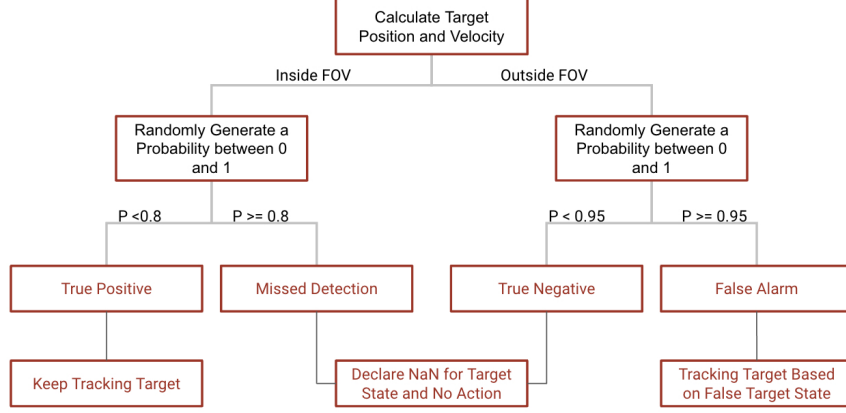 Calculate Target
Position and Velocity
Inside FOV
Outside FOV
Randomly Generate a
Probability between 0
and 1
Randomly Generate a
Probability between 0
and 1
P <0.8
P >= 0.8
P < 0.95
P >= 0.95
True Positive
Missed Detection
True Negative
False Alarm
Keep Tracking Target
Declare NaN for Target
State and No Action
Tracking Target Based
on False Target State